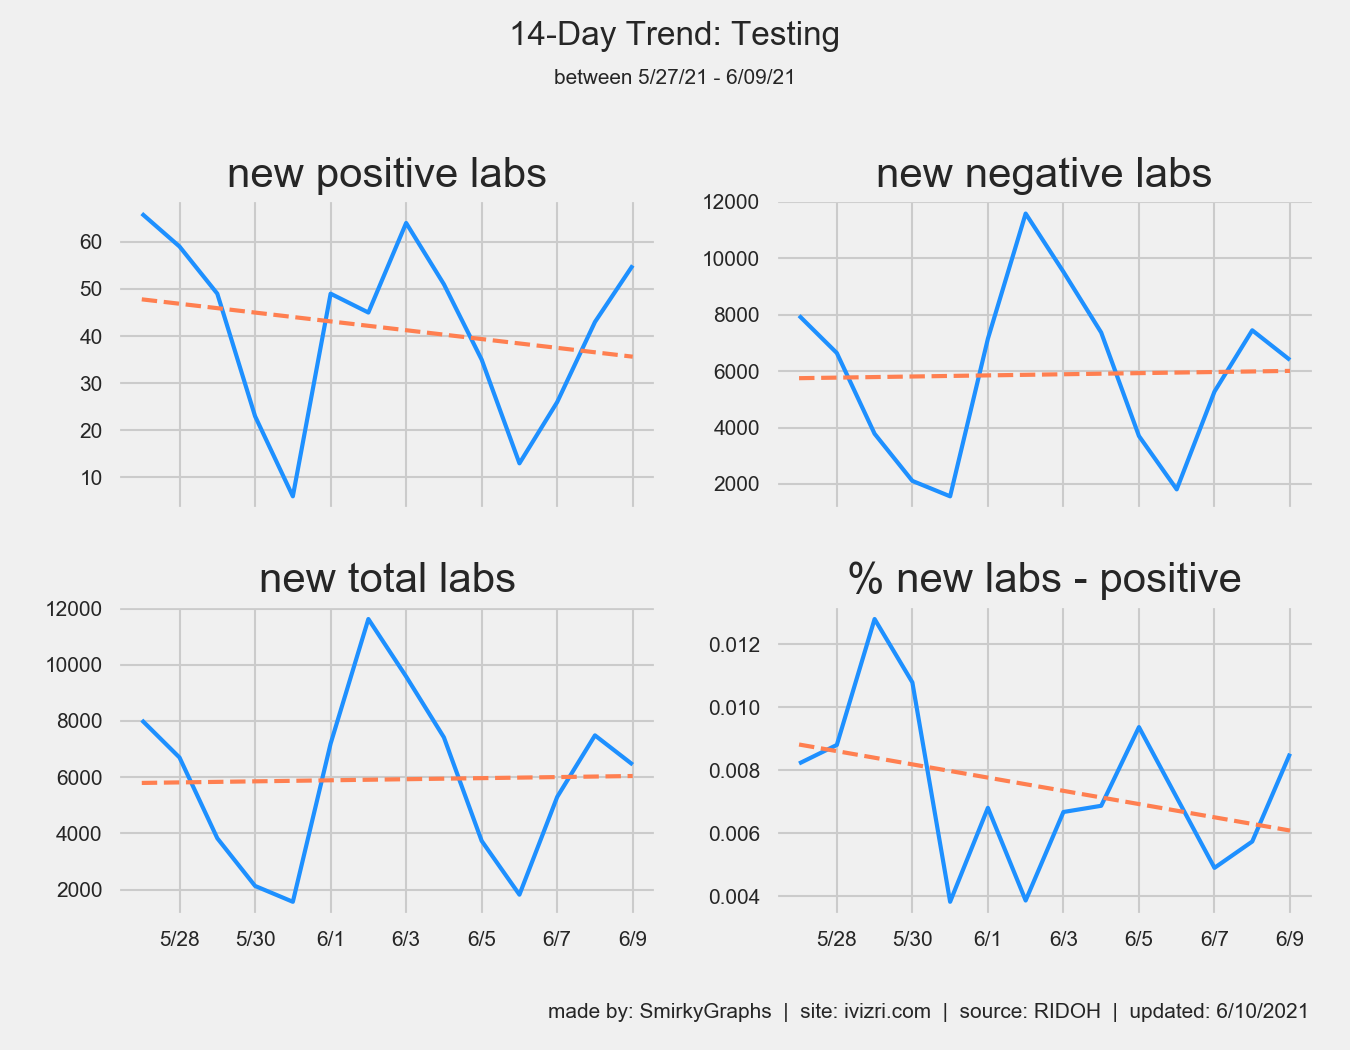 14-Day Trend: Testing
between 5/27/21 - 6/09/21
new positive labs
60
50
40
30
20
10
new negative labs
12000
10000
8000
6000
4000
2000
new total labs
12000
10000
8000
6000
4000
2000
5/28 5/30 6/1 6/3 6/5 6/7 6/9
% new labs - positive
0.012
0.010
0.008
0.006
0.004
5/28 5/30 6/1 6/3 6/5 6/7 6/9
made by: SmirkyGraphs | site: ivizri.com | source: RIDOH | updated: 6/10/2021